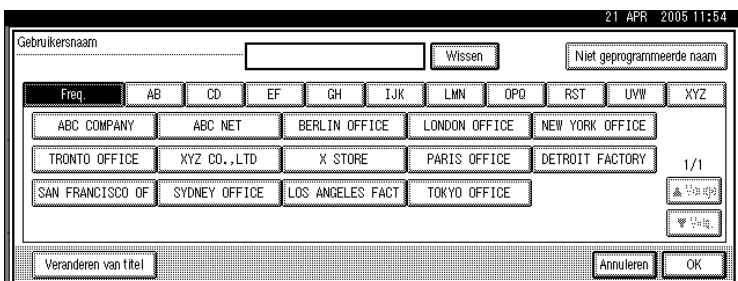 21 APR 2005 11:54
Gebruikersnaam Wissen Niet geprogrammeerde naam
Freq. AB CD EF GH IJK LMN OPQ RST UVW XYZ
ABC COMPANY ABC NET BERLIN OFFICE LONDON OFFICE NEW YORK OFFICE
TRONTO OFFICE XYZ CO.,LTD X STORE PARIS OFFICE DETROIT FACTORY 1/1
SAN FRANCISCO OF SYDNEY OFFICE LOS ANGELES FACT TOKYO OFFICE ▲
▼ Volg.
Veranderen van titel Annuleren OK